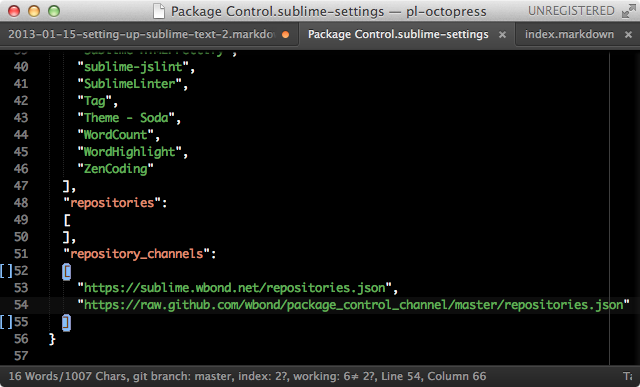 Package Control.sublime-settings — pl-octopress
UNREGISTERED
2013-01-15-setting-up-sublime-text-2.markdow
Package Control.sublime-settings
index.markdown
40 "sublime-jslint",
41 "SublimeLinter",
42 "Tag",
43 "Theme - Soda",
44 "WordCount",
45 "WordHighlight",
46 "ZenCoding"
47 ],
48 "repositories":
49 [
50 ],
51 "repository_channels":
[]52 [
53 "https://sublime.wbond.net/repositories.json",
54 "https://raw.github.com/wbond/package_control_channel/master/repositories.json"
[]55 ]
56 }
57
16 Words/1007 Chars, git branch: master, index: 2?, working: 6≠ 2?, Line 54, Column 66